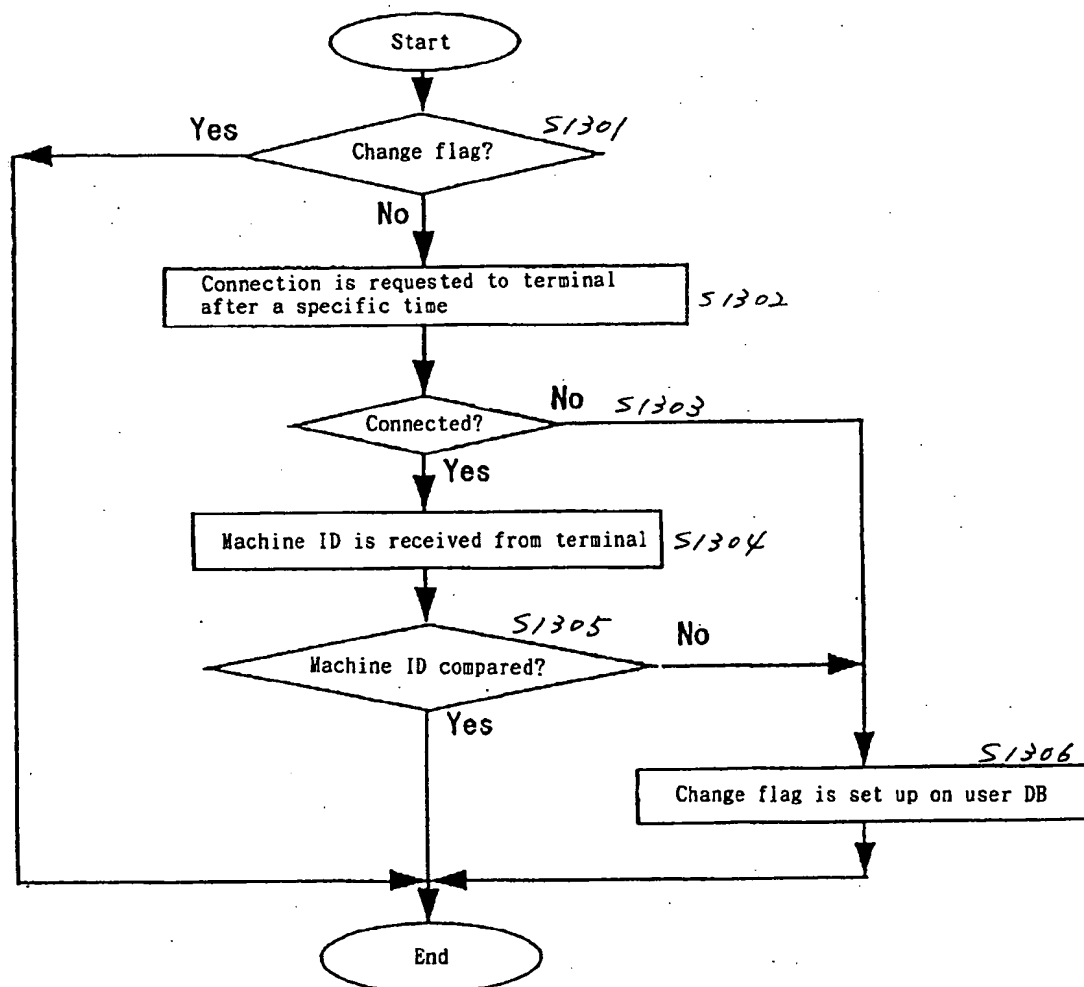 Start
S1301
Yes
Change flag?
No
Connection is requested to terminal
after a specific time
S1302
No
S1303
Connected?
Yes
Machine ID is received from terminal
S1304
S1305
No
Machine ID compared?
Yes
S1306
Change flag is set up on user DB
End